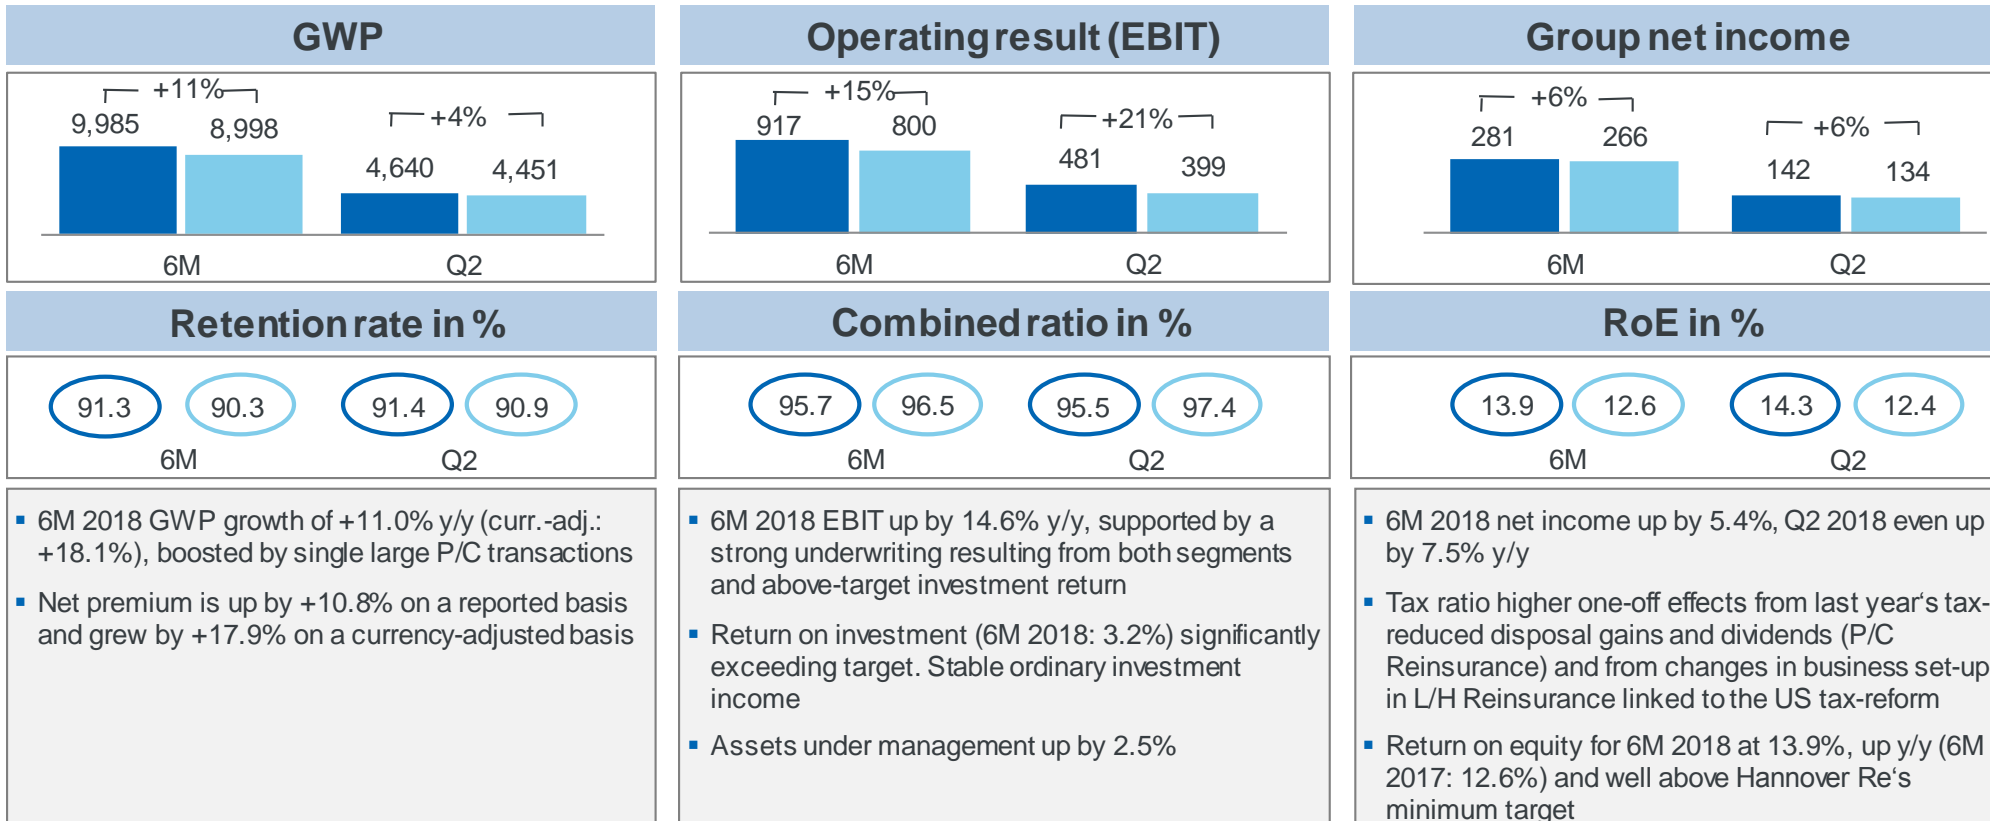 GWP
+11%
9,985
8,998
+4%
4,640
4,451
6M
Q2
Operating result (EBIT)
+15%
917
800
+21%
481
399
6M
Q2
Group net income
+6%
281
266
+6%
142
134
6M
Q2
Retention rate in %
91.3
90.3
91.4
90.9
6M
Q2
Combined ratio in %
95.7
96.5
95.5
97.4
6M
Q2
RoE in %
13.9
12.6
14.3
12.4
6M
Q2
▪ 6M 2018 GWP growth of +11.0% y/y (curr.-adj.:
+18.1%), boosted by single large P/C transactions
▪ Net premium is up by +10.8% on a reported basis
and grew by +17.9% on a currency-adjusted basis
▪ 6M 2018 EBIT up by 14.6% y/y, supported by a
strong underwriting resulting from both segments
and above-target investment return
▪ Return on investment (6M 2018: 3.2%) significantly
exceeding target. Stable ordinary investment
income
▪ Assets under management up by 2.5%
▪ 6M 2018 net income up by 5.4%, Q2 2018 even up
by 7.5% y/y
▪ Tax ratio higher one-off effects from last year‘s tax-
reduced disposal gains and dividends (P/C
Reinsurance) and from changes in business set-up
in L/H Reinsurance linked to the US tax-reform
▪ Return on equity for 6M 2018 at 13.9%, up y/y (6M
2017: 12.6%) and well above Hannover Re‘s
minimum target